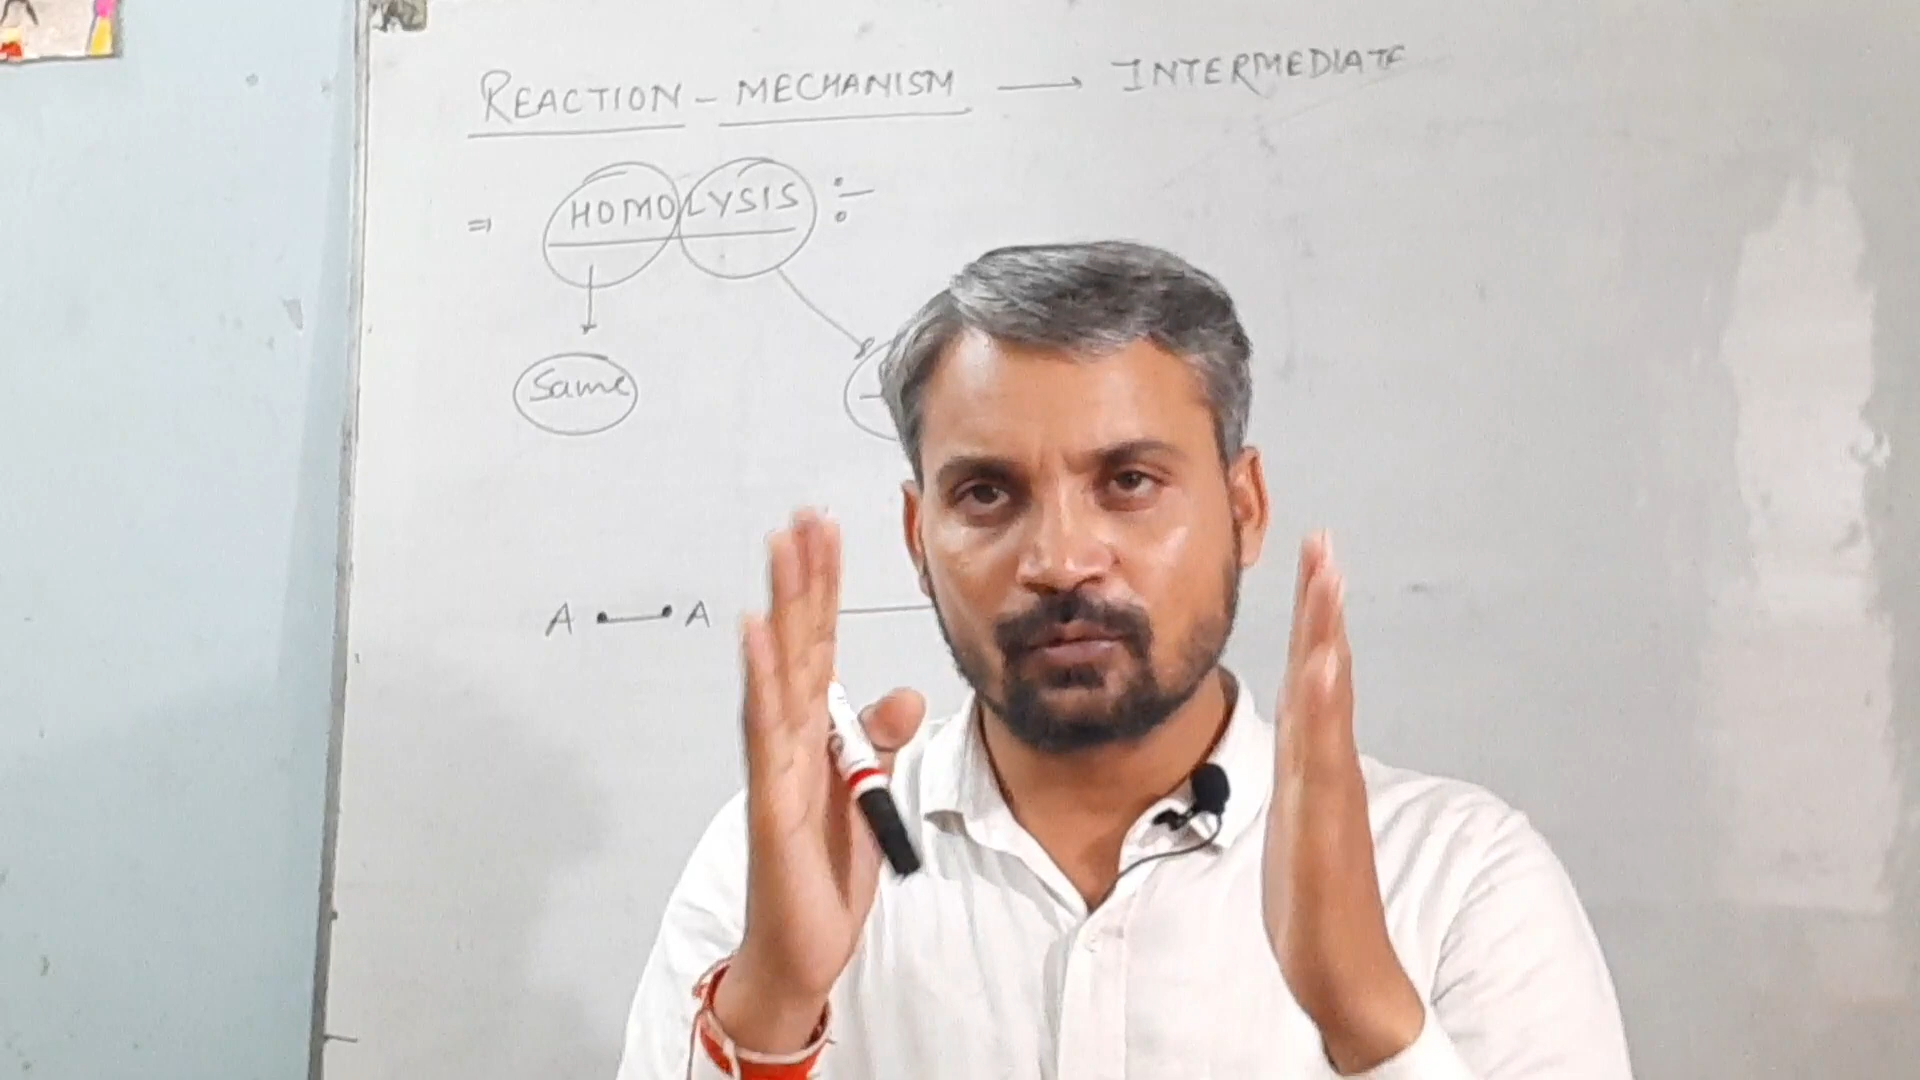 REACTION - MECHANISM → INTERMEDIATE
⇒ HOMOLYSIS :-
Same
A •—• A